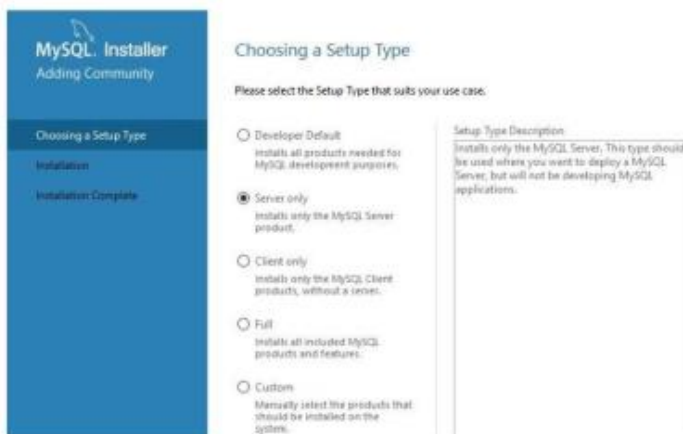 MySQL. Installer
Adding Community
Choosing a Setup Type
Installation
Installation Complete
Choosing a Setup Type
Please select the Setup Type that suits your use case.
Developer Default
Installs all products needed for
MySQL development purposes.
Server only
Installs only the MySQL Server
product.
Client only
Installs only the MySQL Client
products, without a server.
Full
Installs all included MySQL
products and features.
Custom
Manually select the products that
should be installed on the
system.
Setup Type Description
Installs only the MySQL Server. This type should
be used where you want to deploy a MySQL
Server, but will not be developing MySQL
applications.